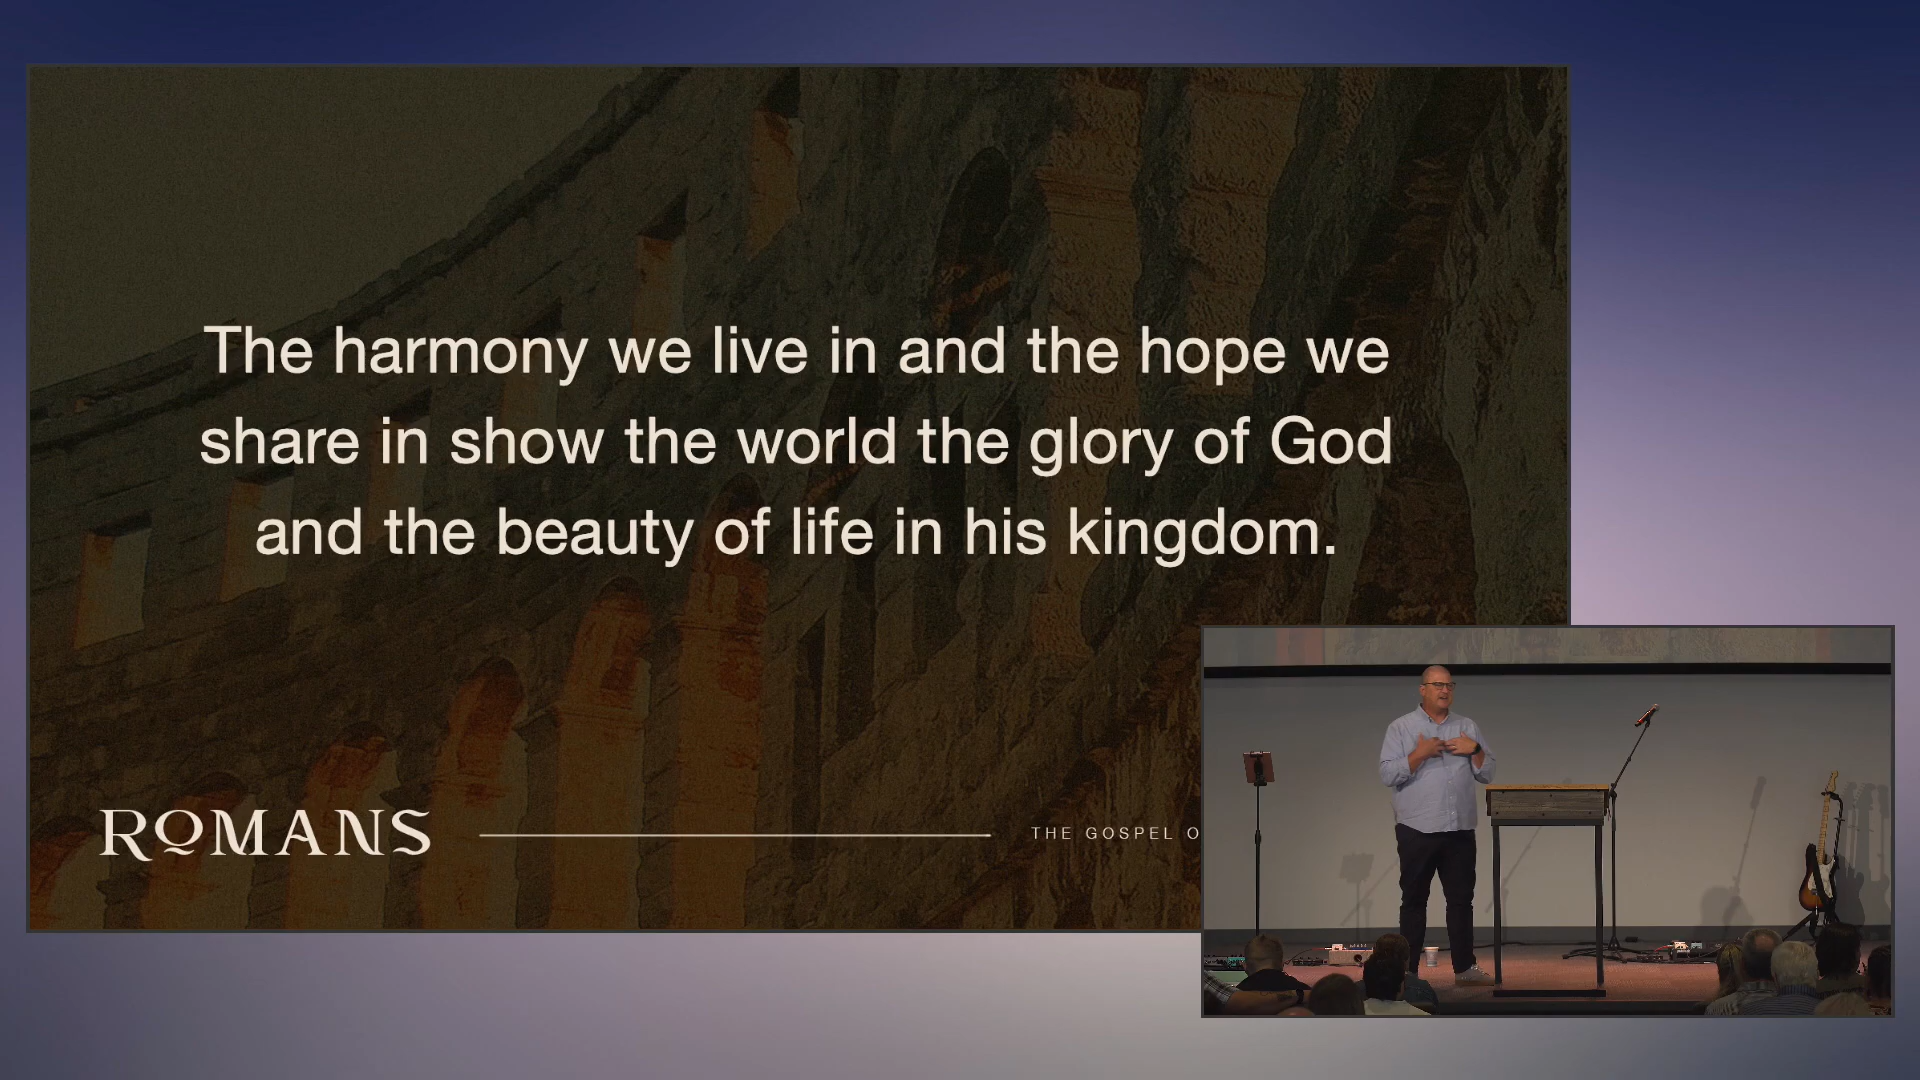 The harmony we live in and the hope we
share in show the world the glory of God
and the beauty of life in his kingdom.
ROMANS
THE GOSPEL O